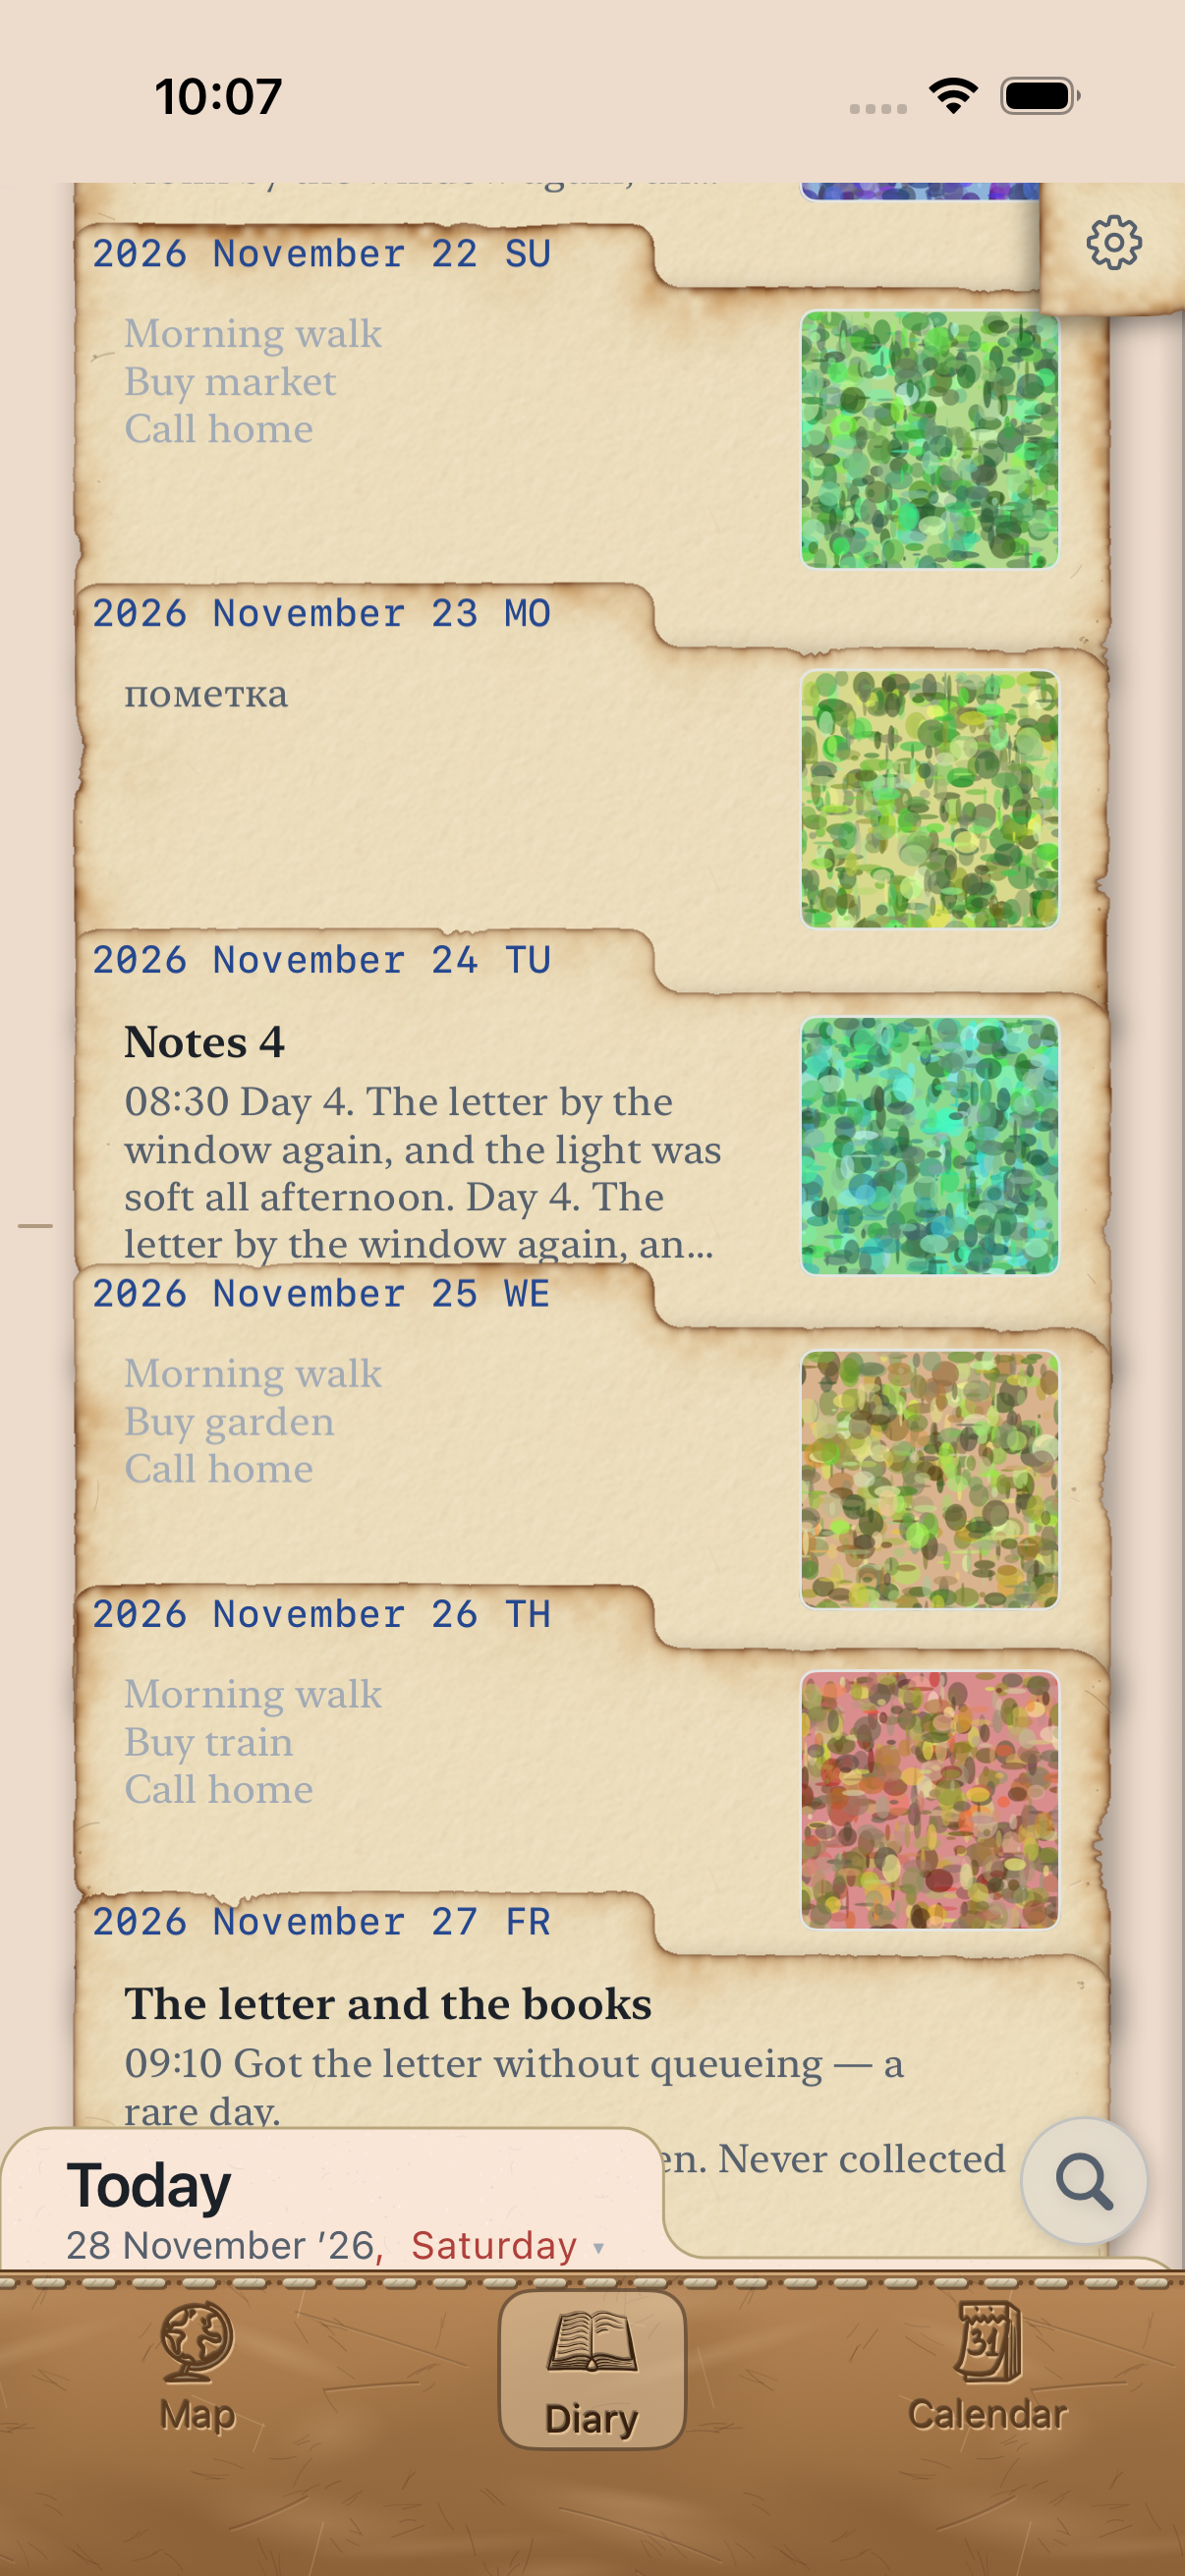 10:07
2026 November 22 SU
Morning walk
Buy market
Call home
2026 November 23 MO
пометка
2026 November 24 TU
Notes 4
08:30 Day 4. The letter by the
window again, and the light was
soft all afternoon. Day 4. The
letter by the window again, an...
2026 November 25 WE
Morning walk
Buy garden
Call home
2026 November 26 TH
Morning walk
Buy train
Call home
2026 November 27 FR
The letter and the books
09:10 Got the letter without queueing — a
rare day.
Never collected
Today
28 November '26, Saturday
Map
Diary
31
Calendar